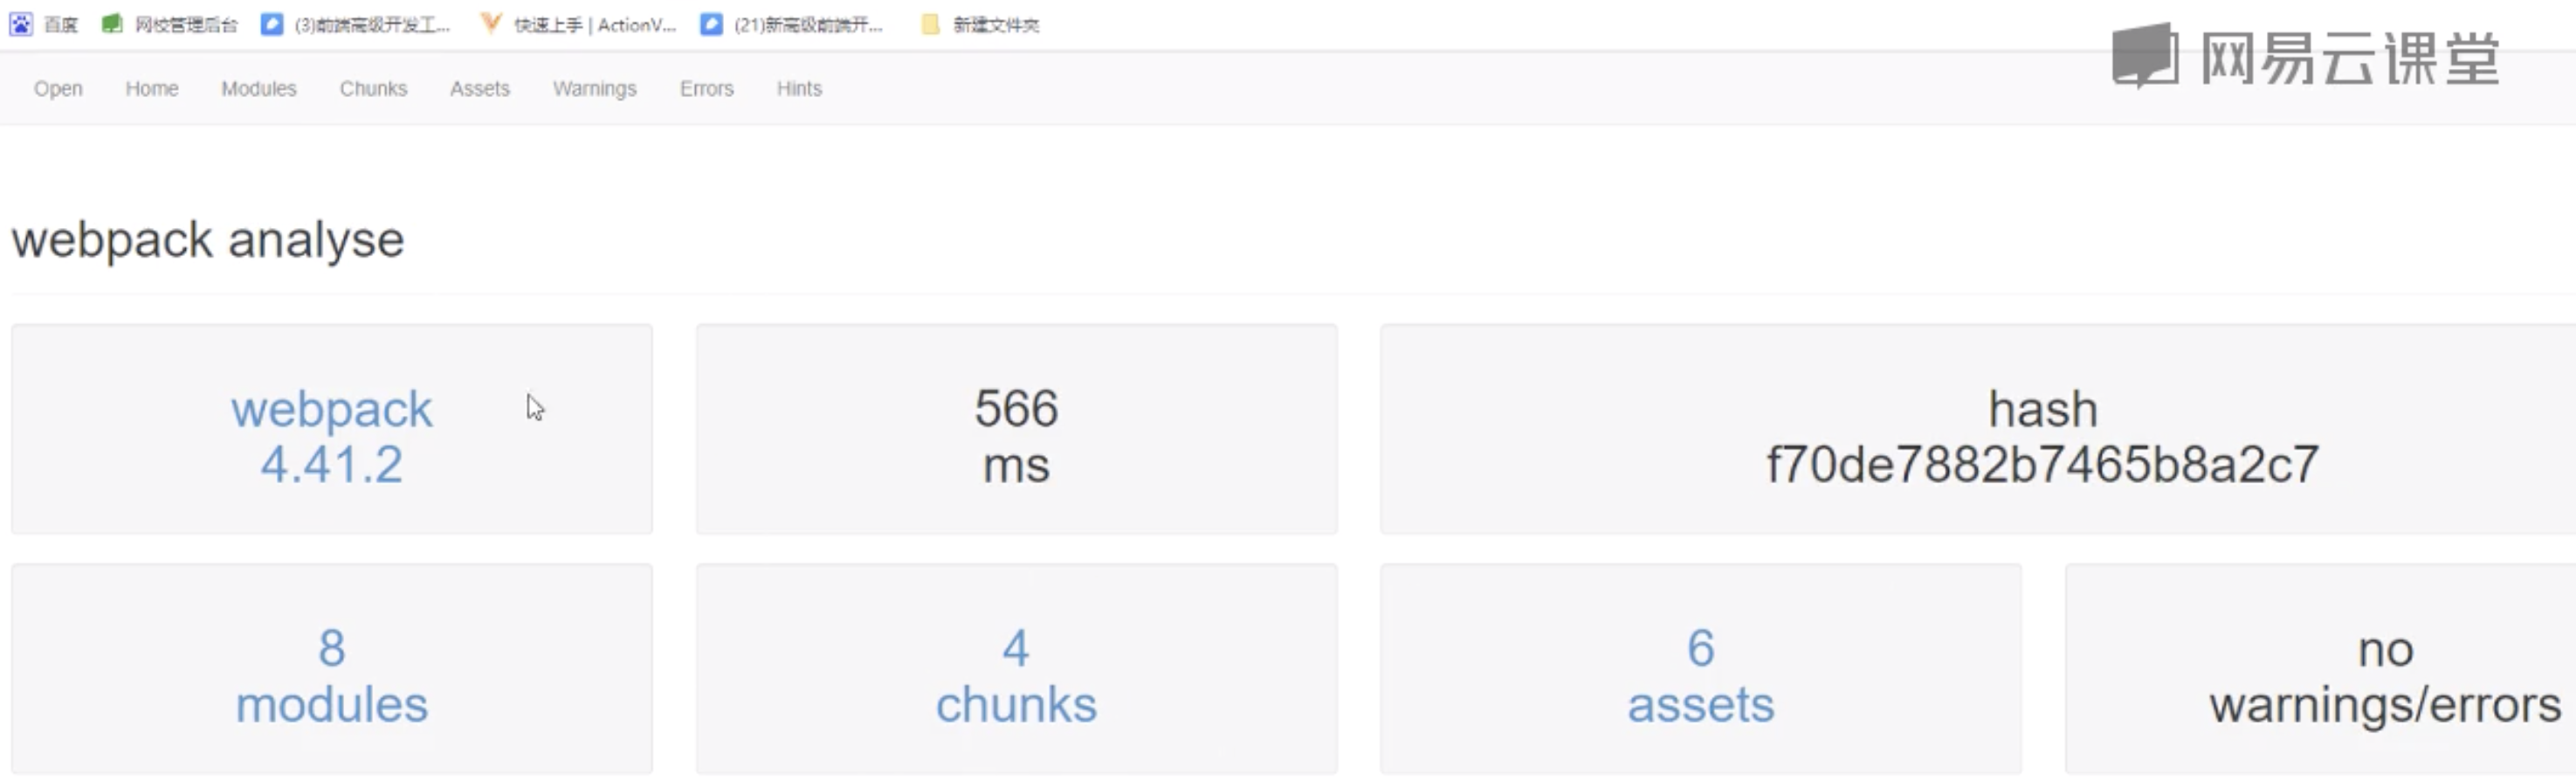 百度 网校管理后台 (3)前端高级开发工... 快速上手 | ActionV... (21)新高级前端开... 新建文件夹
网易云课堂
Open Home Modules Chunks Assets Warnings Errors Hints
webpack analyse
webpack
4.41.2
566
ms
hash
f70de7882b7465b8a2c7
8
modules
4
chunks
6
assets
no
warnings/errors